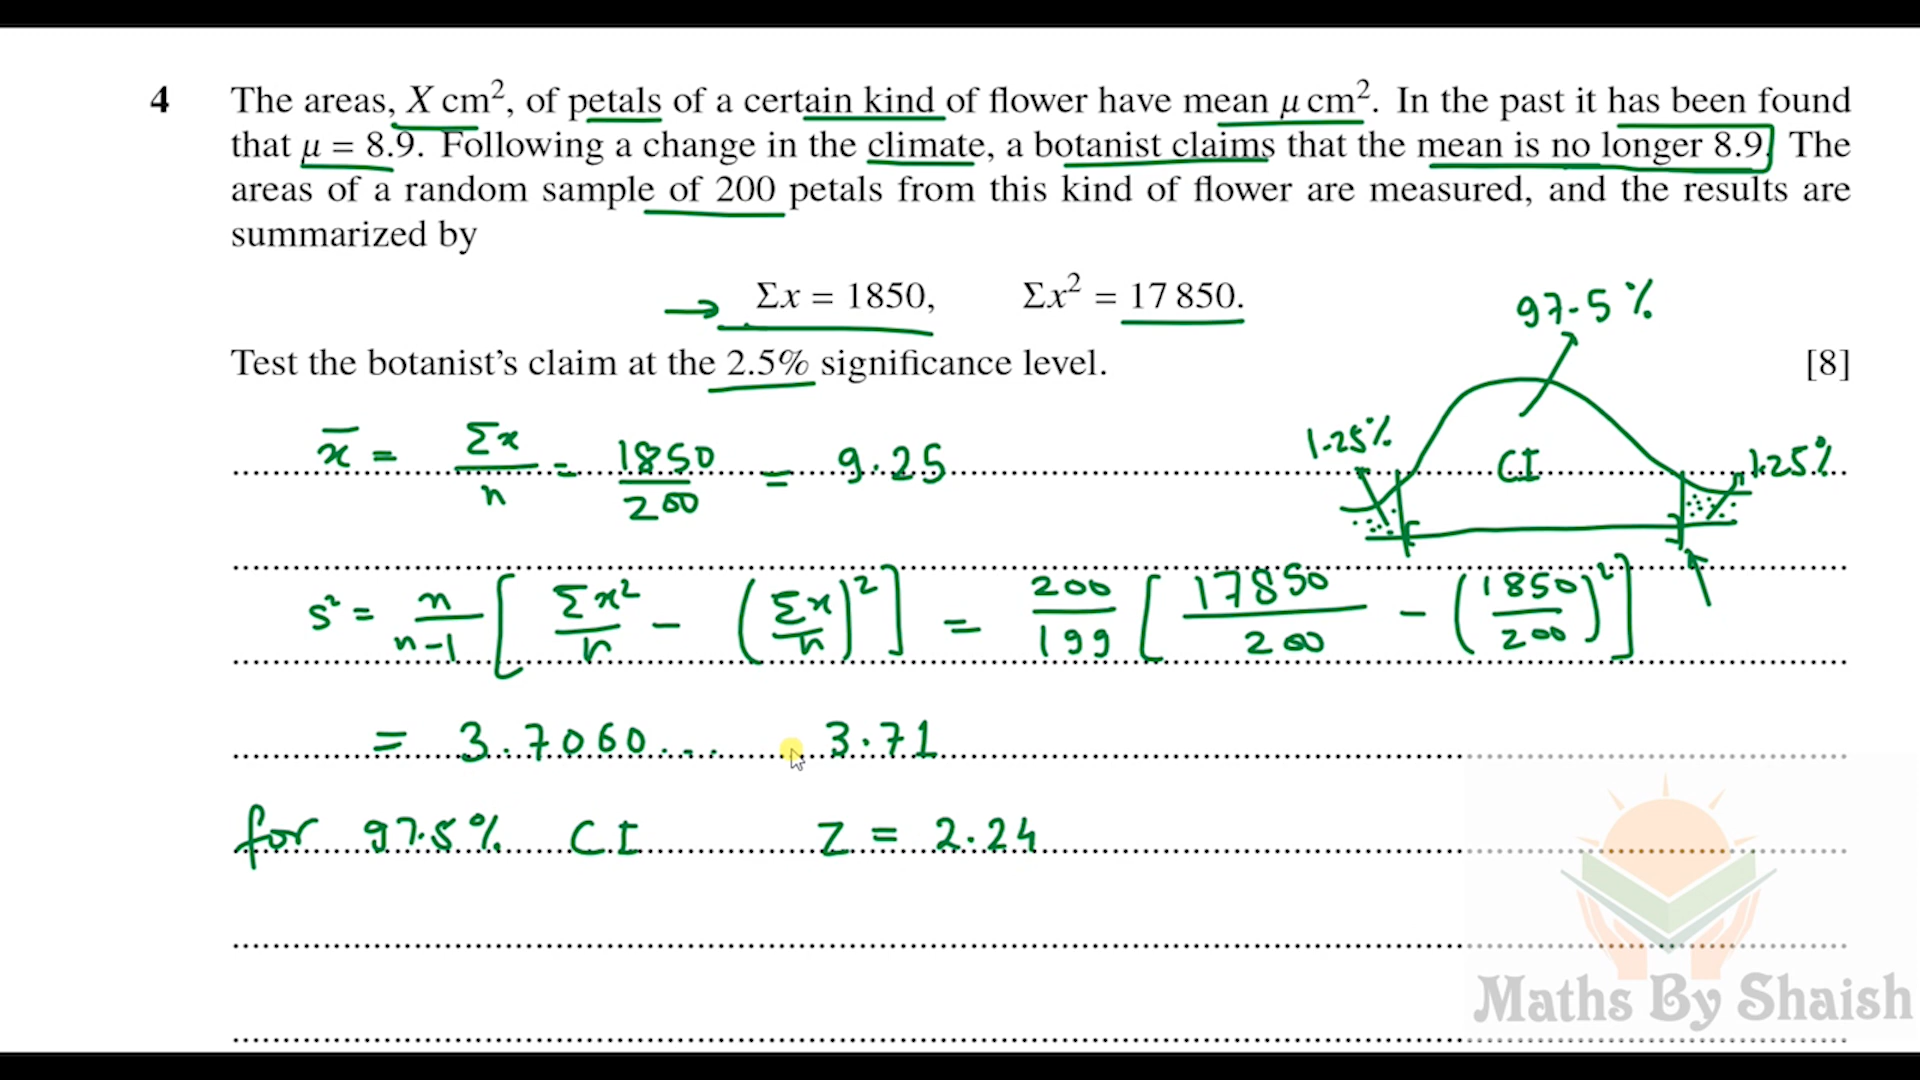 4 The areas, X cm², of petals of a certain kind of flower have mean μ cm². In the past it has been found
that μ = 8.9. Following a change in the climate, a botanist claims that the mean is no longer 8.9. The
areas of a random sample of 200 petals from this kind of flower are measured, and the results are
summarized by
→ Σx = 1850, Σx² = 17 850.
97.5%
Test the botanist's claim at the 2.5% significance level. [8]
1.25% CI 1.25%
x̄ = Σx/n = 1850/200 = 9.25
s² = n/(n-1) [Σx²/n − (Σx/n)²] = 200/199 [17850/200 − (1850/200)²]
= 3.7060... 3.71
for 97.5% CI Z = 2.24
Maths By Shaish